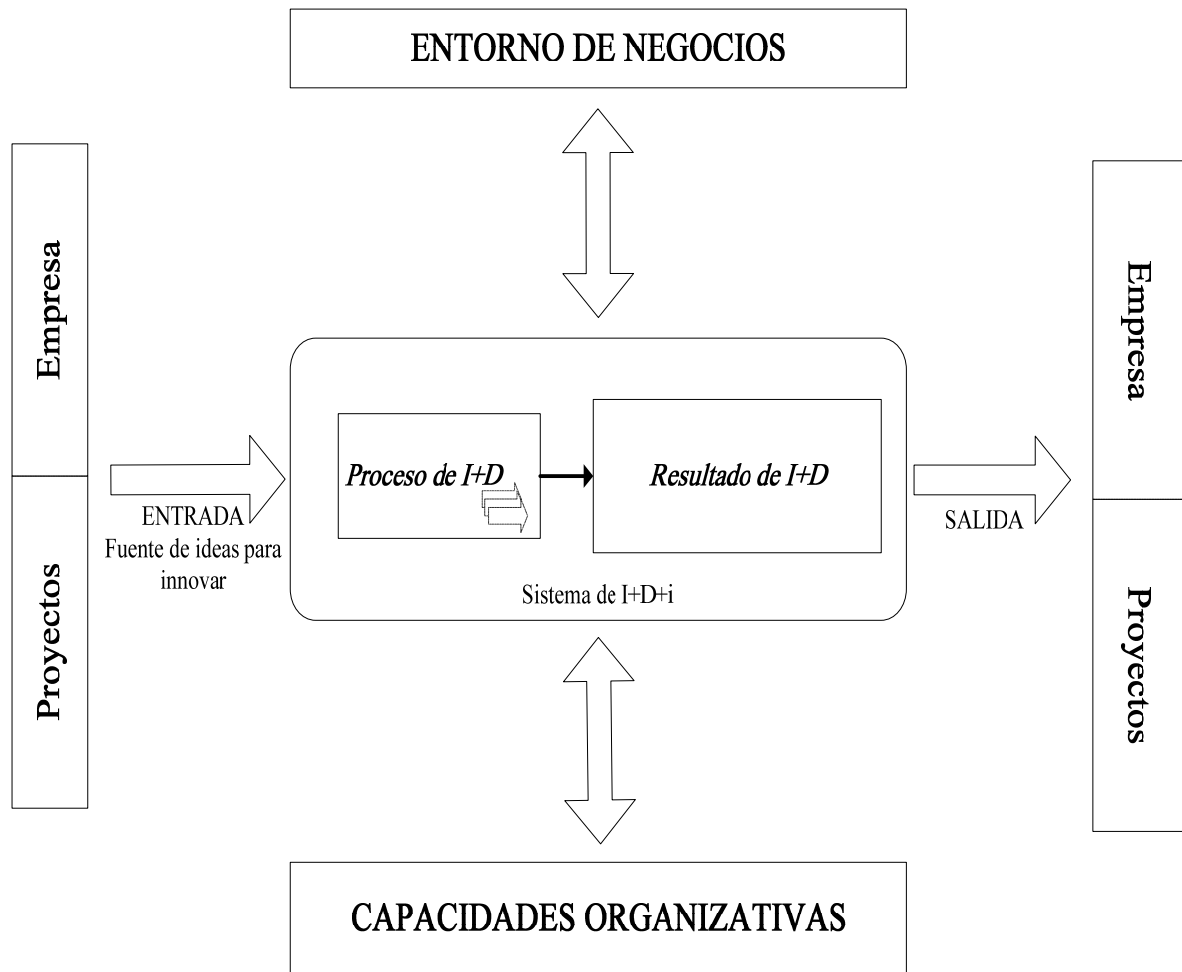 ENTORNO DE NEGOCIOS
Empresa
Proyectos
ENTRADA
Fuente de ideas para
innovar
Proceso de I+D
Resultado de I+D
Sistema de I+D+i
SALIDA
Empresa
Proyectos
CAPACIDADES ORGANIZATIVAS